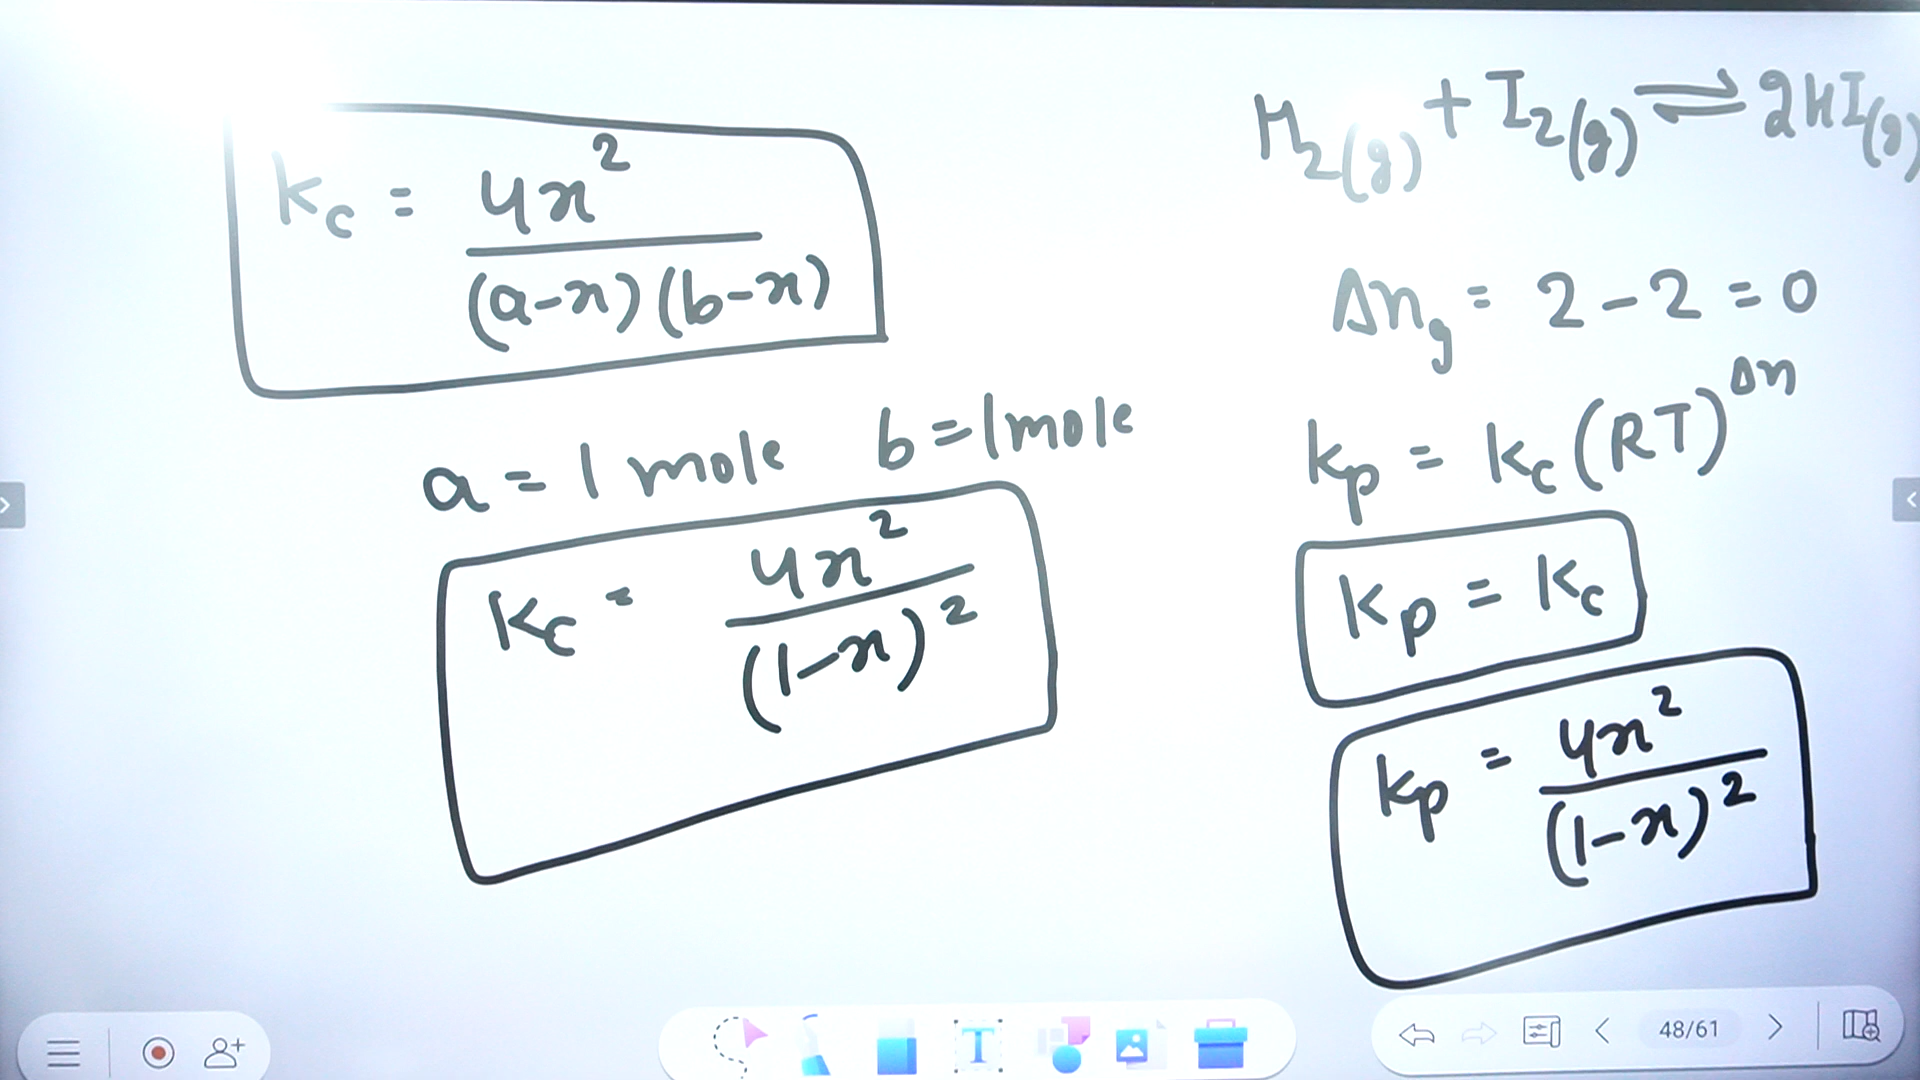 Kc = 4x²
(a-x)(b-x)
a = 1 mole b = 1 mole
Kc = 4x²
(1-x)²
H₂(g) + I₂(g) ⇌ 2HI(g)
Δn_g = 2 - 2 = 0
Kp = Kc (RT)^Δn
Kp = Kc
Kp = 4x²
(1-x)²
T
48/61